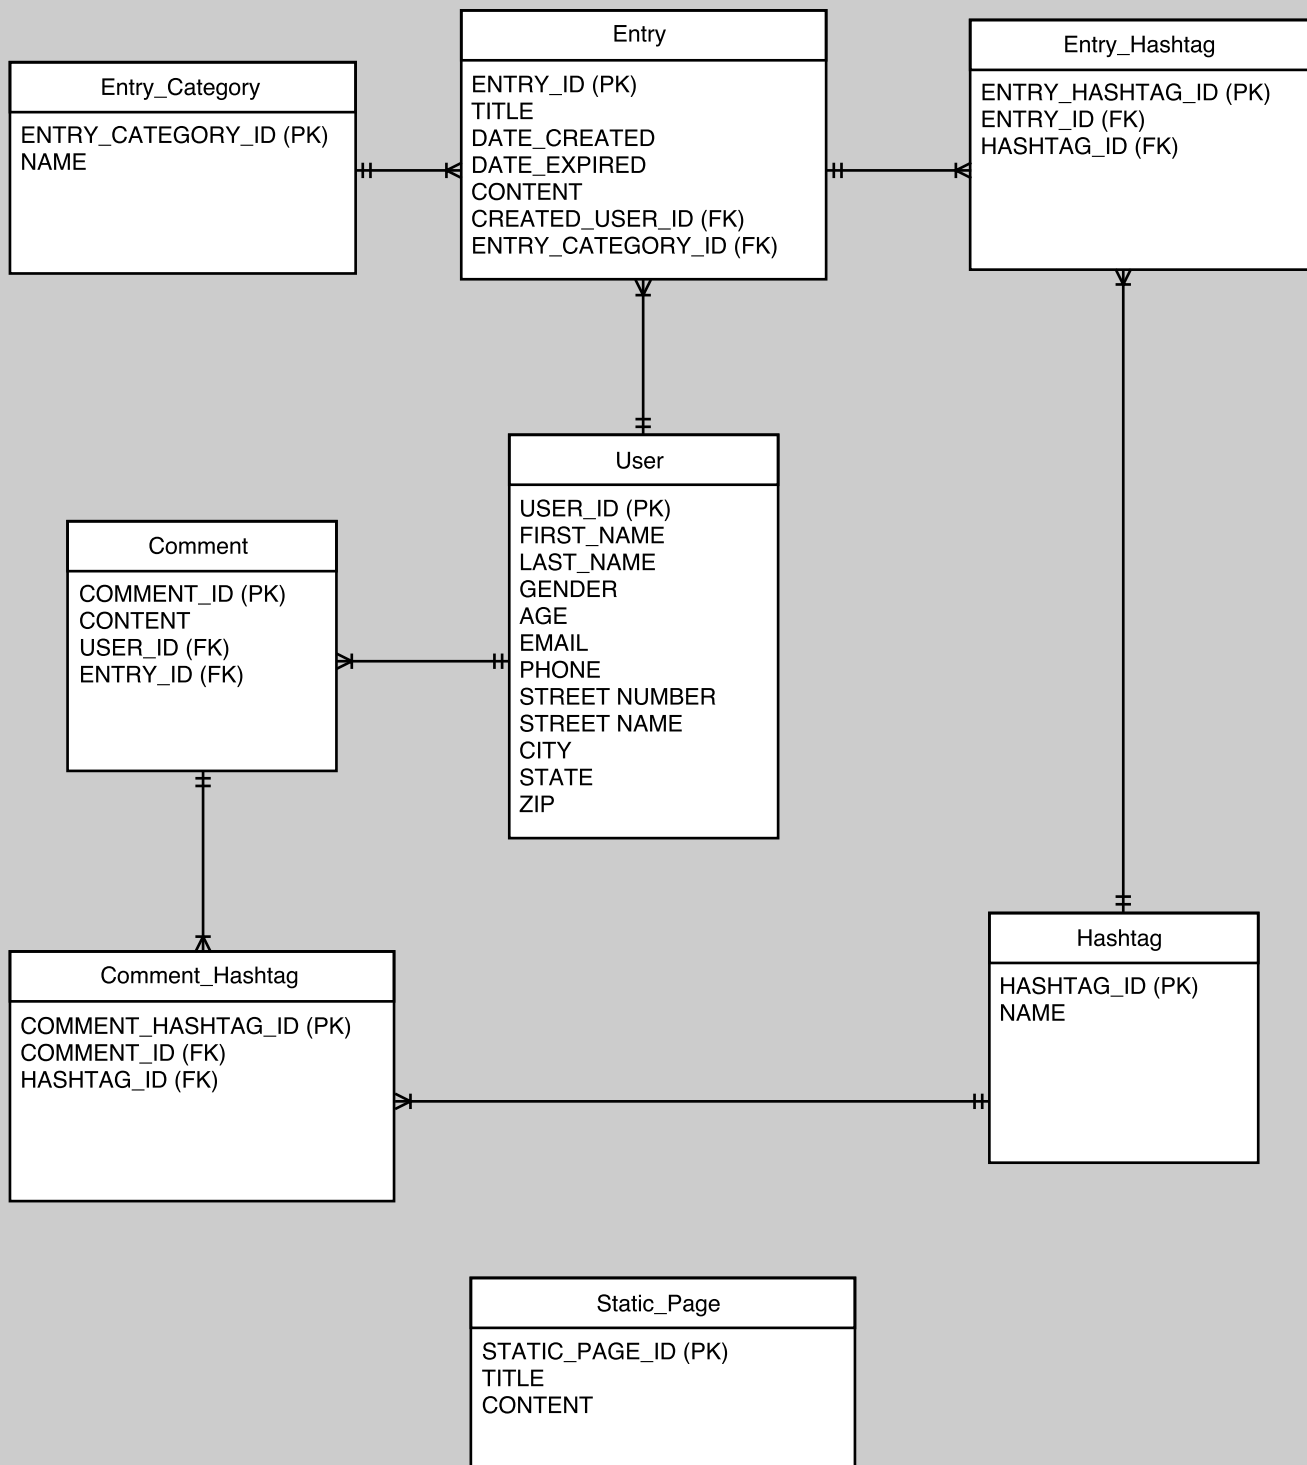 Entry_Category
ENTRY_CATEGORY_ID (PK)
NAME
Entry
ENTRY_ID (PK)
TITLE
DATE_CREATED
DATE_EXPIRED
CONTENT
CREATED_USER_ID (FK)
ENTRY_CATEGORY_ID (FK)
Entry_Hashtag
ENTRY_HASHTAG_ID (PK)
ENTRY_ID (FK)
HASHTAG_ID (FK)
User
USER_ID (PK)
FIRST_NAME
LAST_NAME
GENDER
AGE
EMAIL
PHONE
STREET NUMBER
STREET NAME
CITY
STATE
ZIP
Comment
COMMENT_ID (PK)
CONTENT
USER_ID (FK)
ENTRY_ID (FK)
Comment_Hashtag
COMMENT_HASHTAG_ID (PK)
COMMENT_ID (FK)
HASHTAG_ID (FK)
Hashtag
HASHTAG_ID (PK)
NAME
Static_Page
STATIC_PAGE_ID (PK)
TITLE
CONTENT